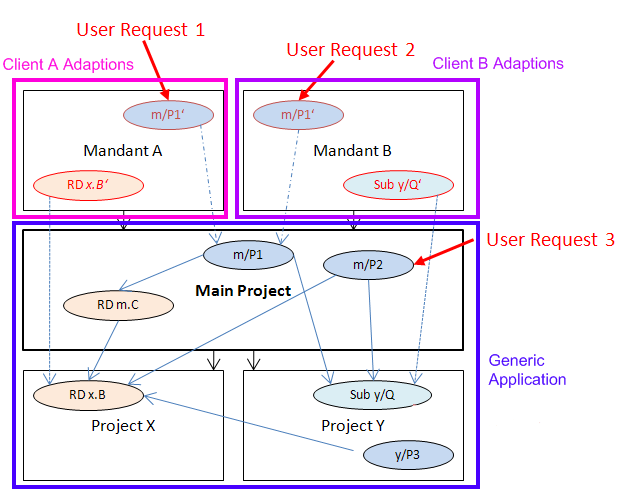 User Request 1
User Request 2
Client A Adaptions
Client B Adaptions
m/P1‘
m/P1‘
Mandant A
Mandant B
RD x.B‘
Sub y/Q‘
User Request 3
m/P1
m/P2
Main Project
RD m.C
Generic
Application
RD x.B
Sub y/Q
Project X
Project Y
y/P3